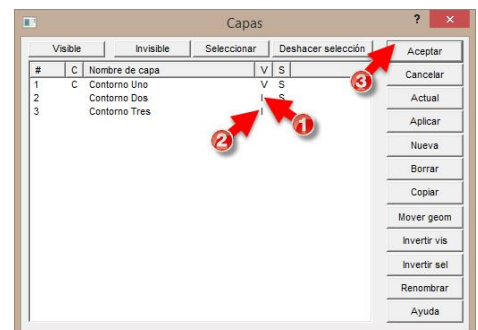 Capas
? ×
Visible Invisible Seleccionar Deshacer selección Aceptar
# C Nombre de capa V S
1 C Contorno Uno V S
2 Contorno Dos I S
3 Contorno Tres I
1
2
3
Cancelar
Actual
Aplicar
Nueva
Borrar
Copiar
Mover geom
Invertir vis
Invertir sel
Renombrar
Ayuda